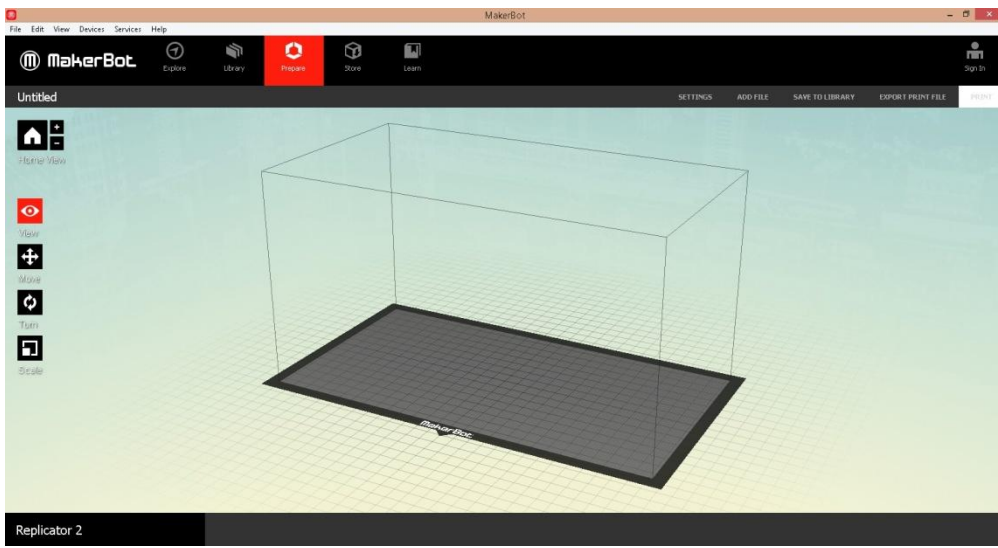 MakerBot
File Edit View Devices Services Help
MakerBot
Explore
Library
Prepare
Store
Learn
Sign In
Untitled
SETTINGS ADD FILE SAVE TO LIBRARY EXPORT PRINT FILE PRINT
+
-
Home View
View
Move
Turn
Scale
MakerBot
Replicator 2